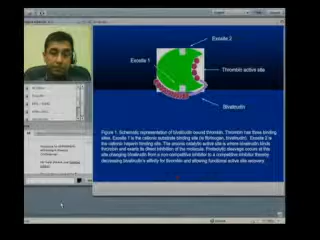 Exosite 2
Exosite 1
Thrombin active site
Bivalirudin
Figure 1. Schematic representation of bivalirudin bound thrombin. Thrombin has three binding
sites. Exosite 1 is the cationic substrate binding site (ie fibrinogen, bivalirudin). Exosite 2 is
the cationic heparin binding site. The anionic catalytic active site is where bivalirudin binds
thrombin and exerts its direct inhibition of the molecule. Proteolytic cleavage occurs at this
site changing bivalirudin from a non-competitive inhibitor to a competitive inhibitor thereby
decreasing bivalirudin's affinity for thrombin and allowing functional active site recovery